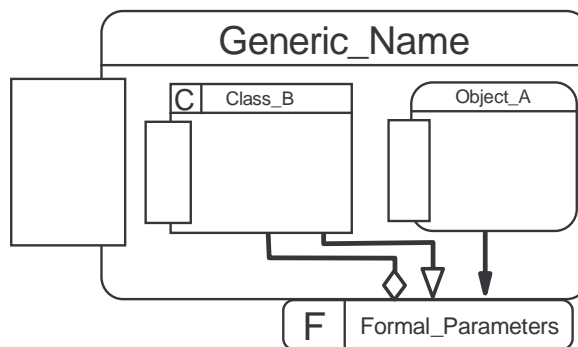 Generic_Name
C Class_B
Object_A
F Formal_Parameters